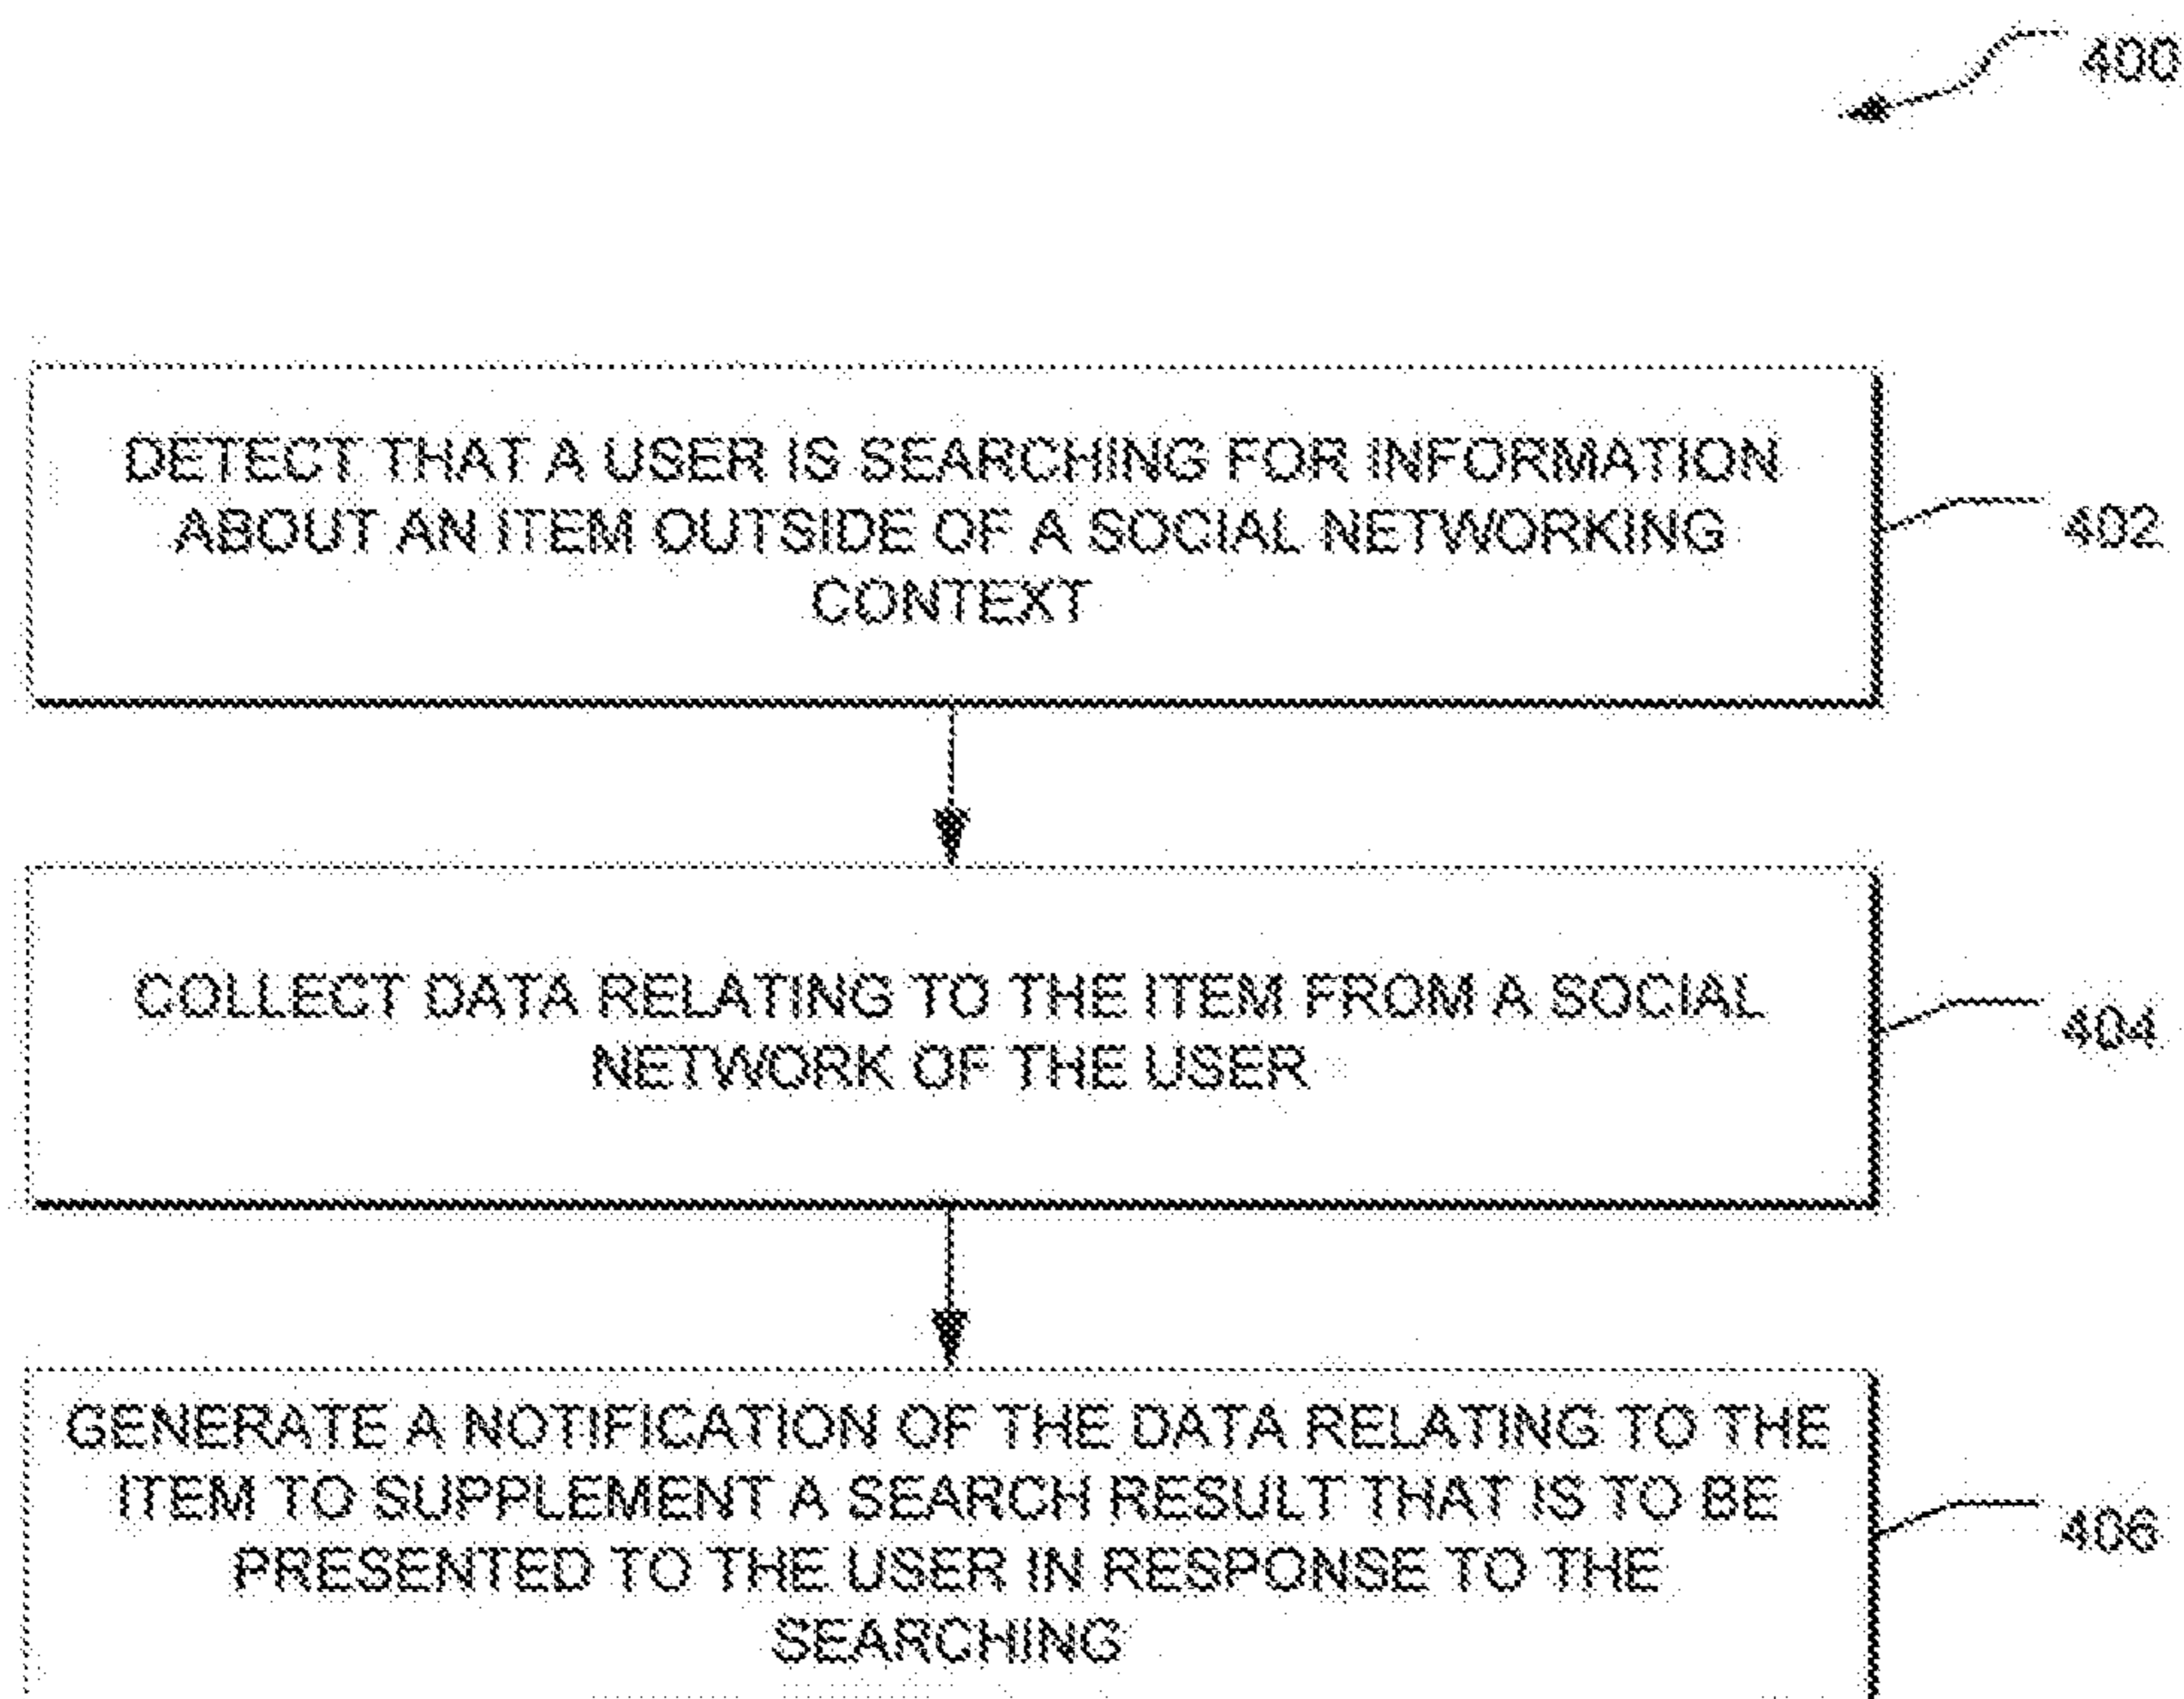 400
DETECT THAT A USER IS SEARCHING FOR INFORMATION
ABOUT AN ITEM OUTSIDE OF A SOCIAL NETWORKING
CONTEXT
402
COLLECT DATA RELATING TO THE ITEM FROM A SOCIAL
NETWORK OF THE USER
404
GENERATE A NOTIFICATION OF THE DATA RELATING TO THE
ITEM TO SUPPLEMENT A SEARCH RESULT THAT IS TO BE
PRESENTED TO THE USER IN RESPONSE TO THE
SEARCHING
406